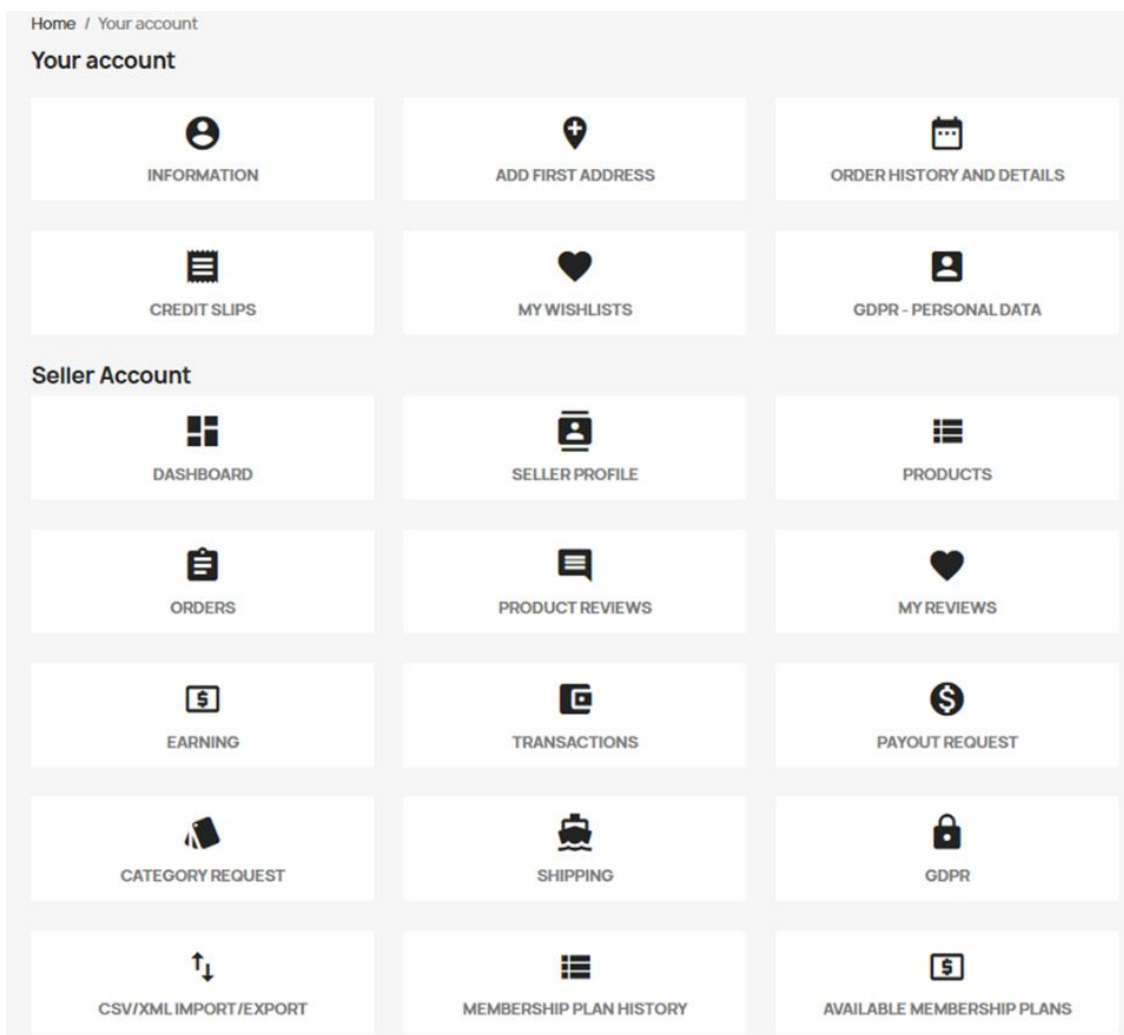 Home / Your account
Your account
INFORMATION
ADD FIRST ADDRESS
ORDER HISTORY AND DETAILS
CREDIT SLIPS
MY WISHLISTS
GDPR - PERSONAL DATA
Seller Account
DASHBOARD
SELLER PROFILE
PRODUCTS
ORDERS
PRODUCT REVIEWS
MY REVIEWS
EARNING
TRANSACTIONS
PAYOUT REQUEST
CATEGORY REQUEST
SHIPPING
GDPR
CSV/XML IMPORT/EXPORT
MEMBERSHIP PLAN HISTORY
AVAILABLE MEMBERSHIP PLANS